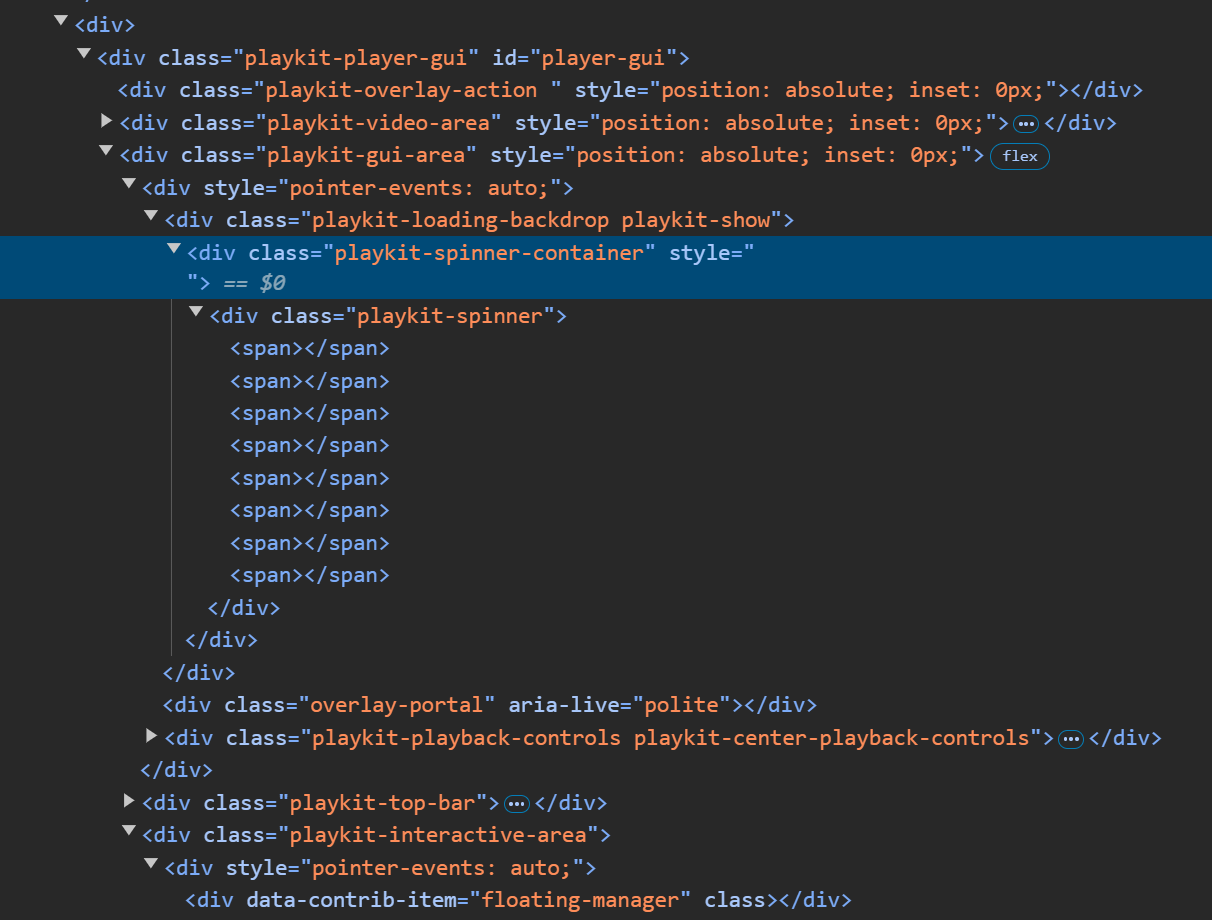 <div>
<div class="playkit-player-gui" id="player-gui">
<div class="playkit-overlay-action " style="position: absolute; inset: 0px;"></div>
<div class="playkit-video-area" style="position: absolute; inset: 0px;">…</div>
<div class="playkit-gui-area" style="position: absolute; inset: 0px;"> flex
<div style="pointer-events: auto;">
<div class="playkit-loading-backdrop playkit-show">
<div class="playkit-spinner-container" style="
"> == $0
<div class="playkit-spinner">
<span></span>
<span></span>
<span></span>
<span></span>
<span></span>
<span></span>
<span></span>
<span></span>
</div>
</div>
</div>
<div class="overlay-portal" aria-live="polite"></div>
<div class="playkit-playback-controls playkit-center-playback-controls">…</div>
</div>
<div class="playkit-top-bar">…</div>
<div class="playkit-interactive-area">
<div style="pointer-events: auto;">
<div data-contrib-item="floating-manager" class></div>